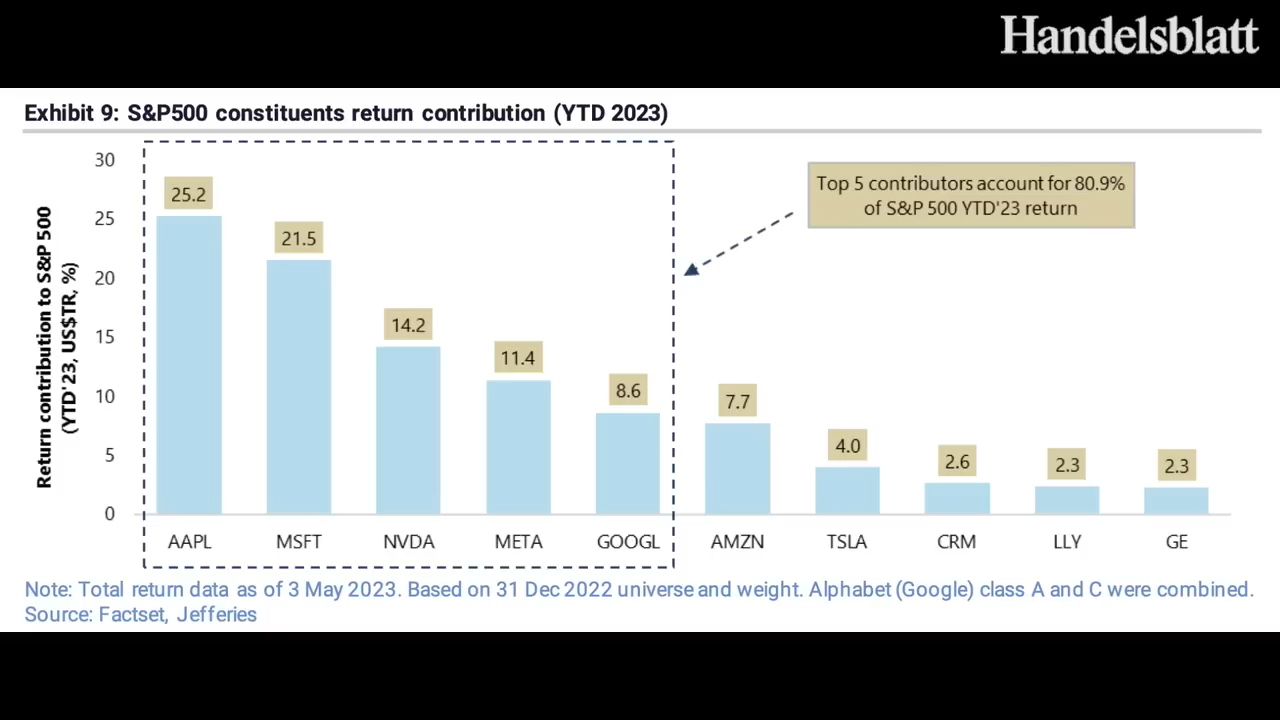 Handelsblatt
Exhibit 9: S&P500 constituents return contribution (YTD 2023)
Return contribution to S&P 500
(YTD'23, US$TR, %)
30
25
20
15
10
5
0
25.2
21.5
14.2
11.4
8.6
7.7
4.0
2.6
2.3
2.3
Top 5 contributors account for 80.9%
of S&P 500 YTD'23 return
AAPL MSFT NVDA META GOOGL AMZN TSLA CRM LLY GE
Note: Total return data as of 3 May 2023. Based on 31 Dec 2022 universe and weight. Alphabet (Google) class A and C were combined.
Source: Factset, Jefferies